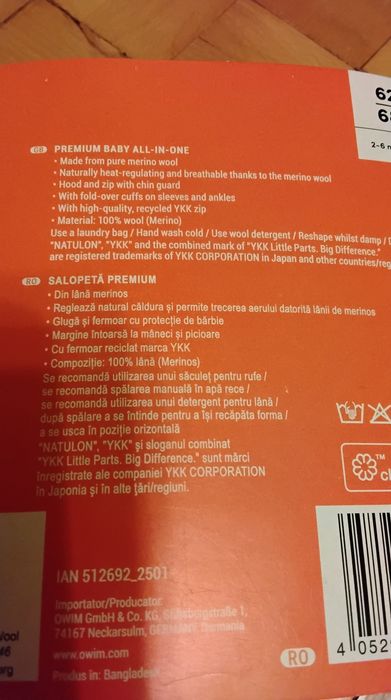 62
68
2-6 m
GB PREMIUM BABY ALL-IN-ONE
• Made from pure merino wool
• Naturally heat-regulating and breathable thanks to the merino wool
• Hood and zip with chin guard
• With fold-over cuffs on sleeves and ankles
• With high-quality, recycled YKK zip
• Material: 100% wool (Merino)
Use a laundry bag / Hand wash cold / Use wool detergent / Reshape whilst damp /
"NATULON", "YKK" and the combined mark of "YKK Little Parts. Big Difference."
are registered trademarks of YKK CORPORATION in Japan and other countries/reg
RO SALOPETĂ PREMIUM
• Din lână merinos
• Reglează natural căldura și permite trecerea aerului datorită lânii de merinos
• Glugă și fermoar cu protecție de bărbie
• Margine întoarsă la mâneci și picioare
• Cu fermoar reciclat marca YKK
• Compoziție: 100% lână (Merinos)
Se recomandă utilizarea unui săculeț pentru rufe /
se recomandă spălarea manuală în apă rece /
se recomandă utilizarea unui detergent pentru lână /
după spălare a se întinde pentru a își recăpăta forma /
a se usca în poziție orizontală
"NATULON", "YKK" și sloganul combinat
"YKK Little Parts. Big Difference." sunt mărci
înregistrate ale companiei YKK CORPORATION
în Japonia și în alte țări/regiuni.
TM
IAN 512692_2501
Importator/Producator
OWIM GmbH & Co. KG, Stiftsbergstraße 1,
74167 Neckarsulm, GERMANY/Germania
www.owim.com
Produs în: Bangladesh
Wool
46
RO
4 052